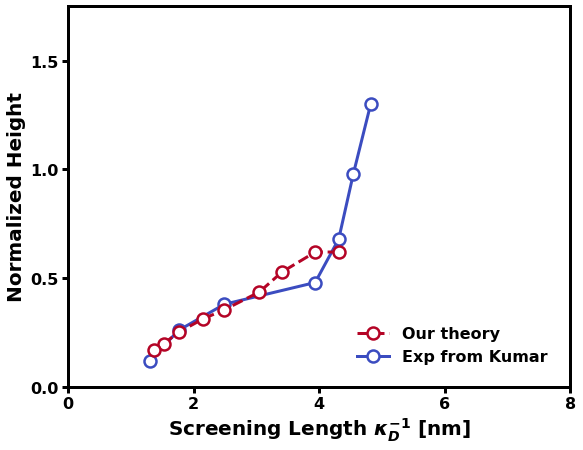 Normalized Height
1.5
1.0
0.5
0.0
0 2 4 6 8
Our theory
Exp from Kumar
Screening Length κ_D^{-1} [nm]